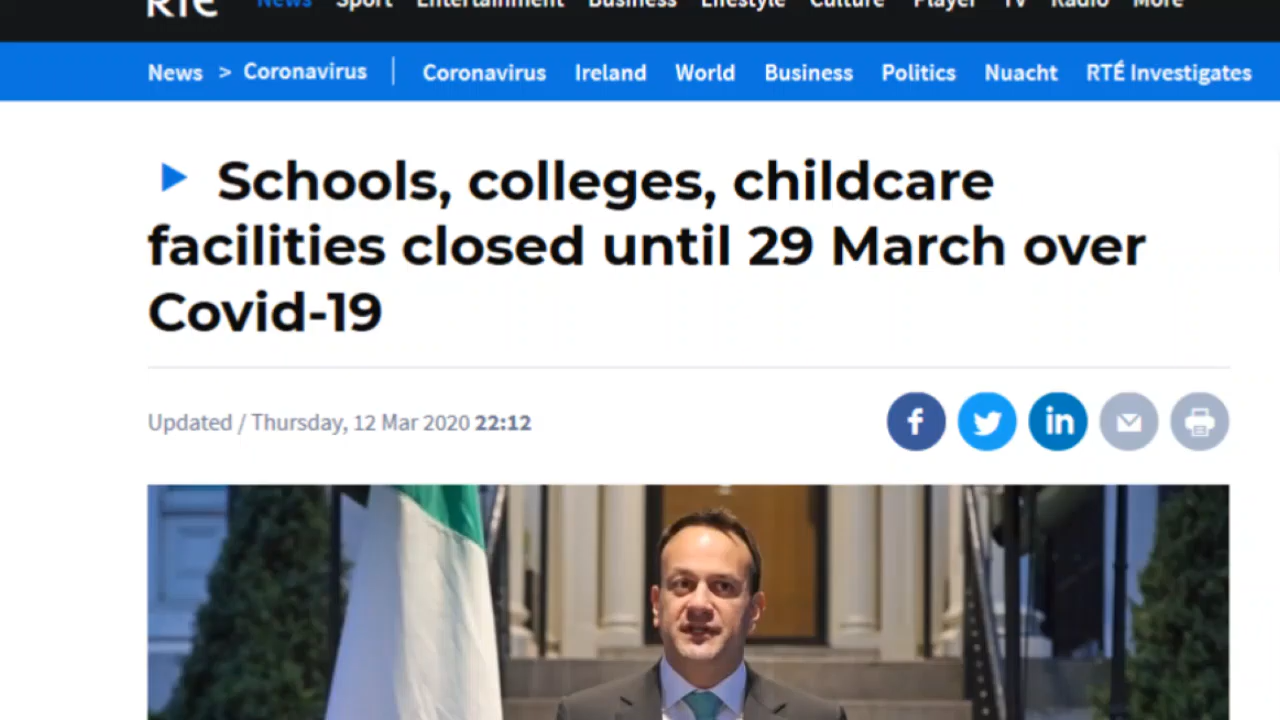 RTÉ News Sport Entertainment Business Lifestyle Culture Player TV Radio More
News > Coronavirus | Coronavirus Ireland World Business Politics Nuacht RTÉ Investigates
Schools, colleges, childcare
facilities closed until 29 March over
Covid-19
Updated / Thursday, 12 Mar 2020 22:12